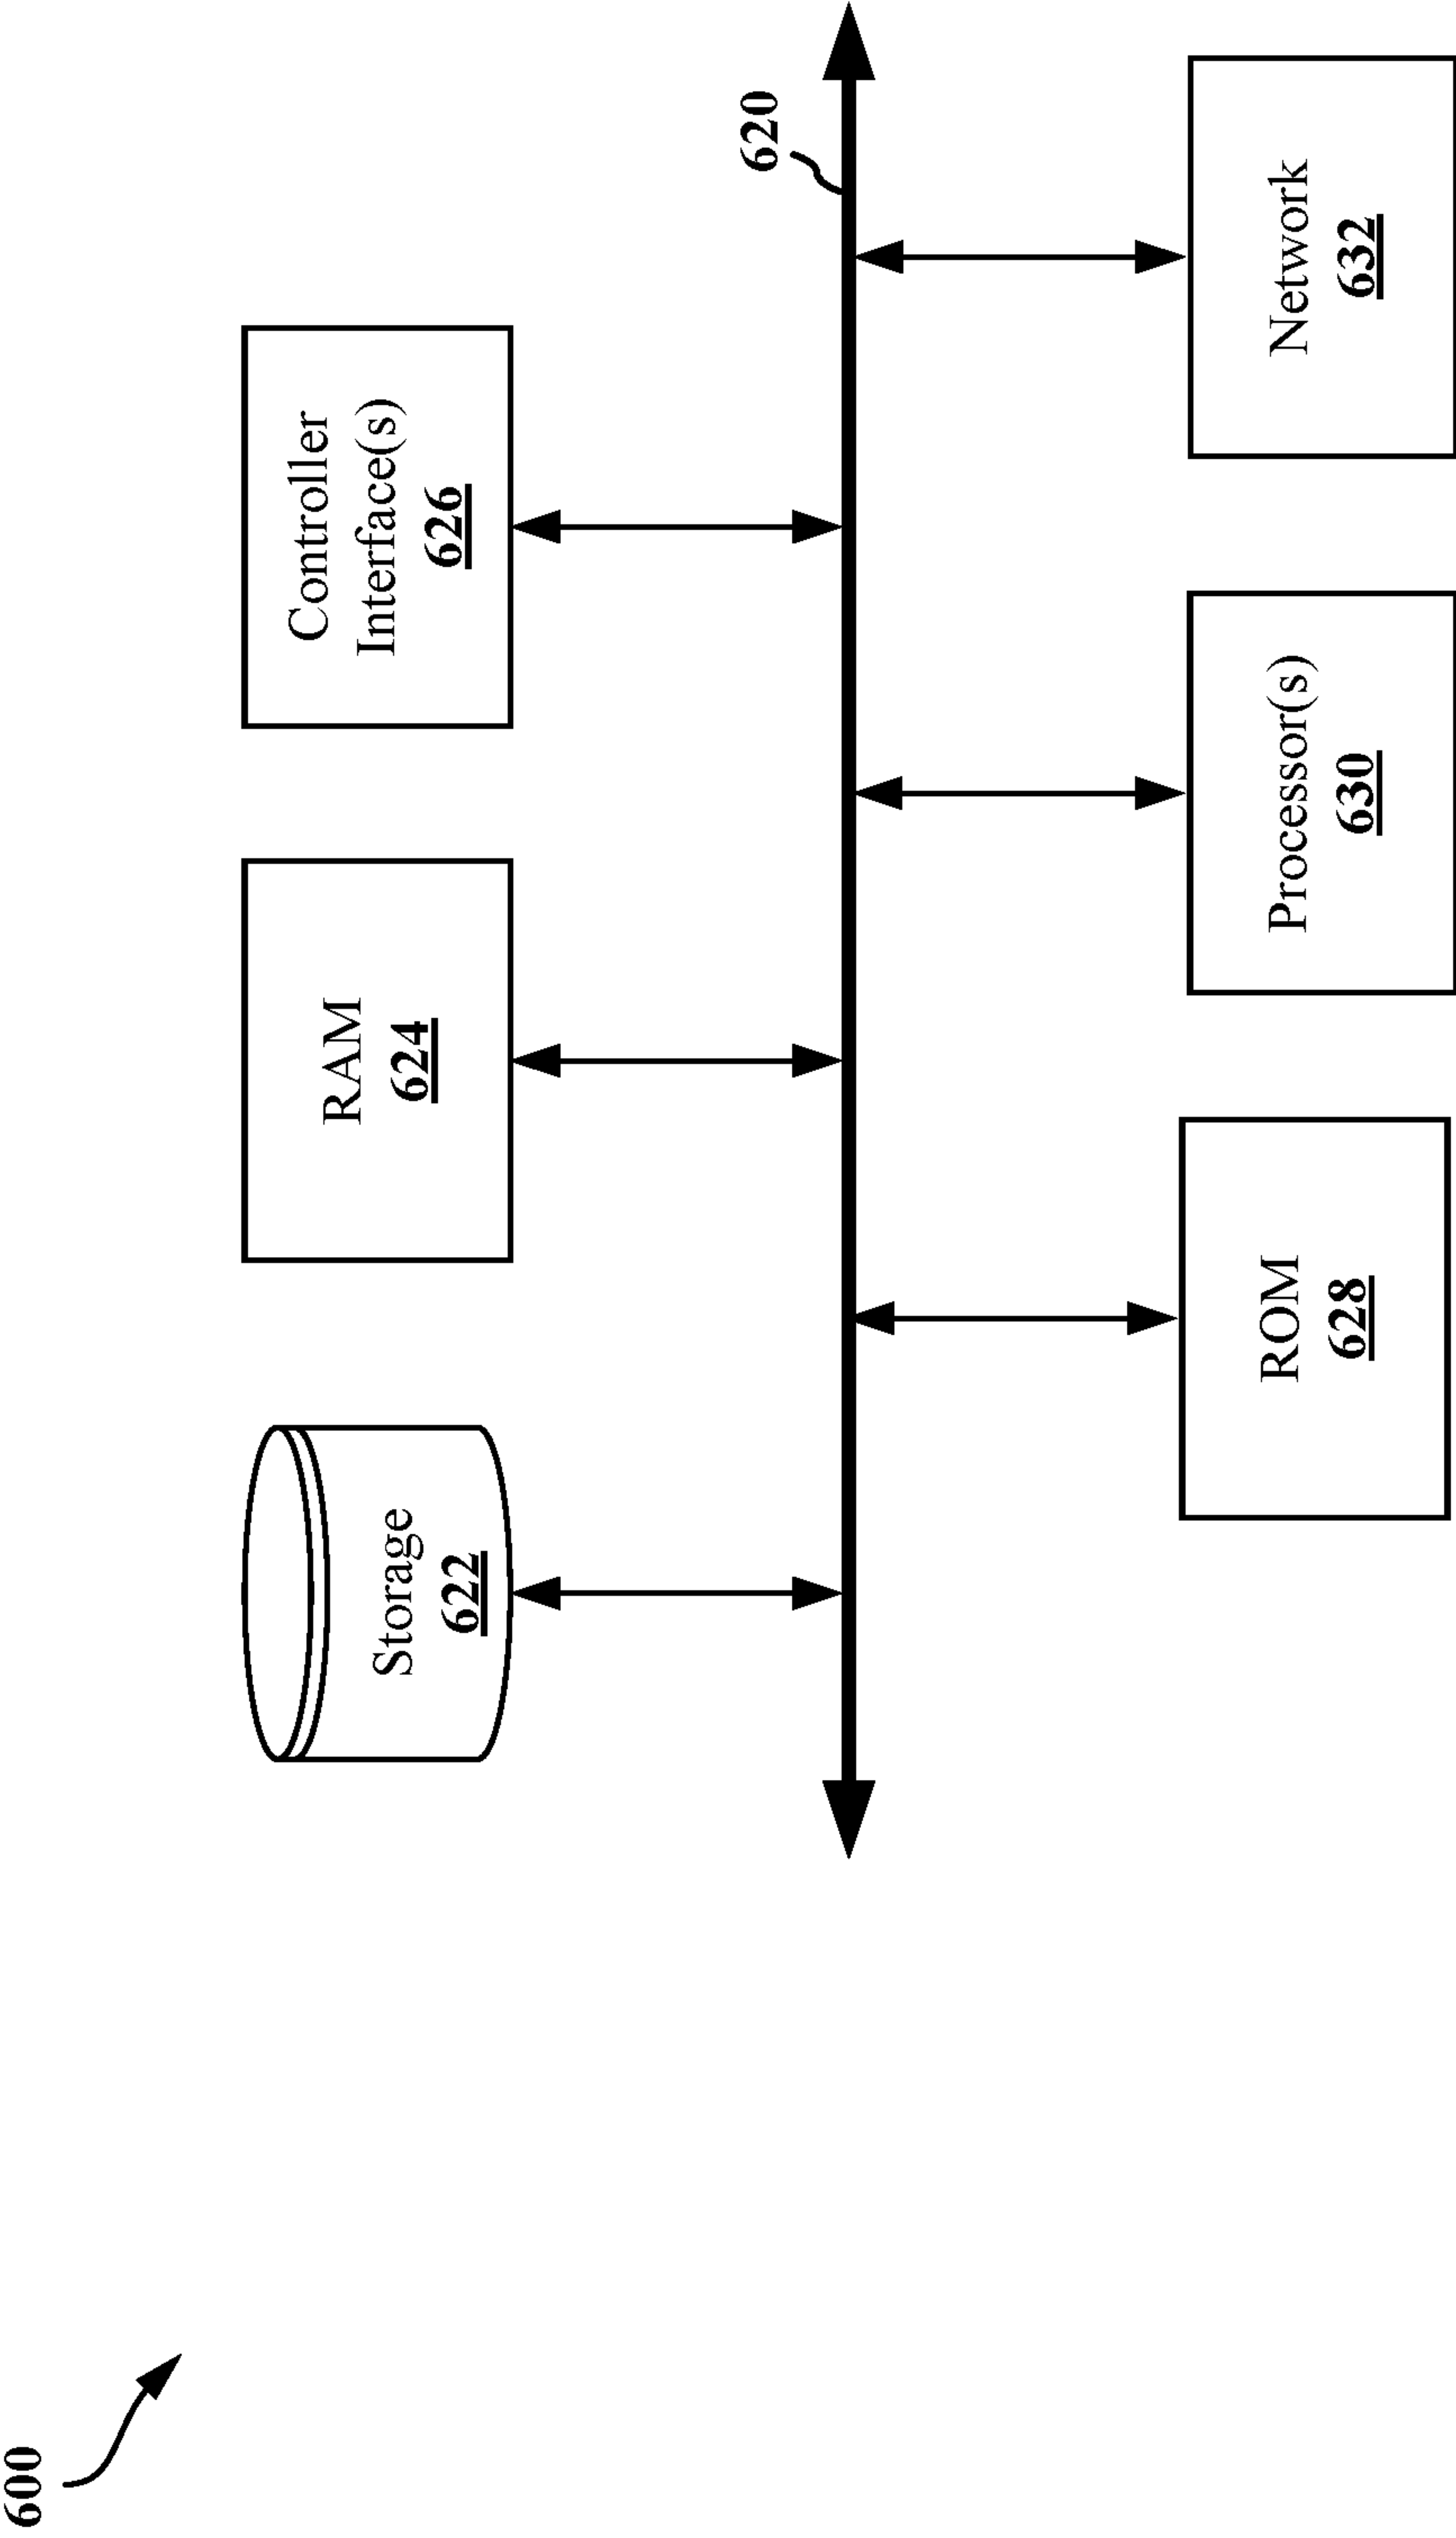 600
Storage
622
RAM
624
Controller
Interface(s)
626
620
ROM
628
Processor(s)
630
Network
632